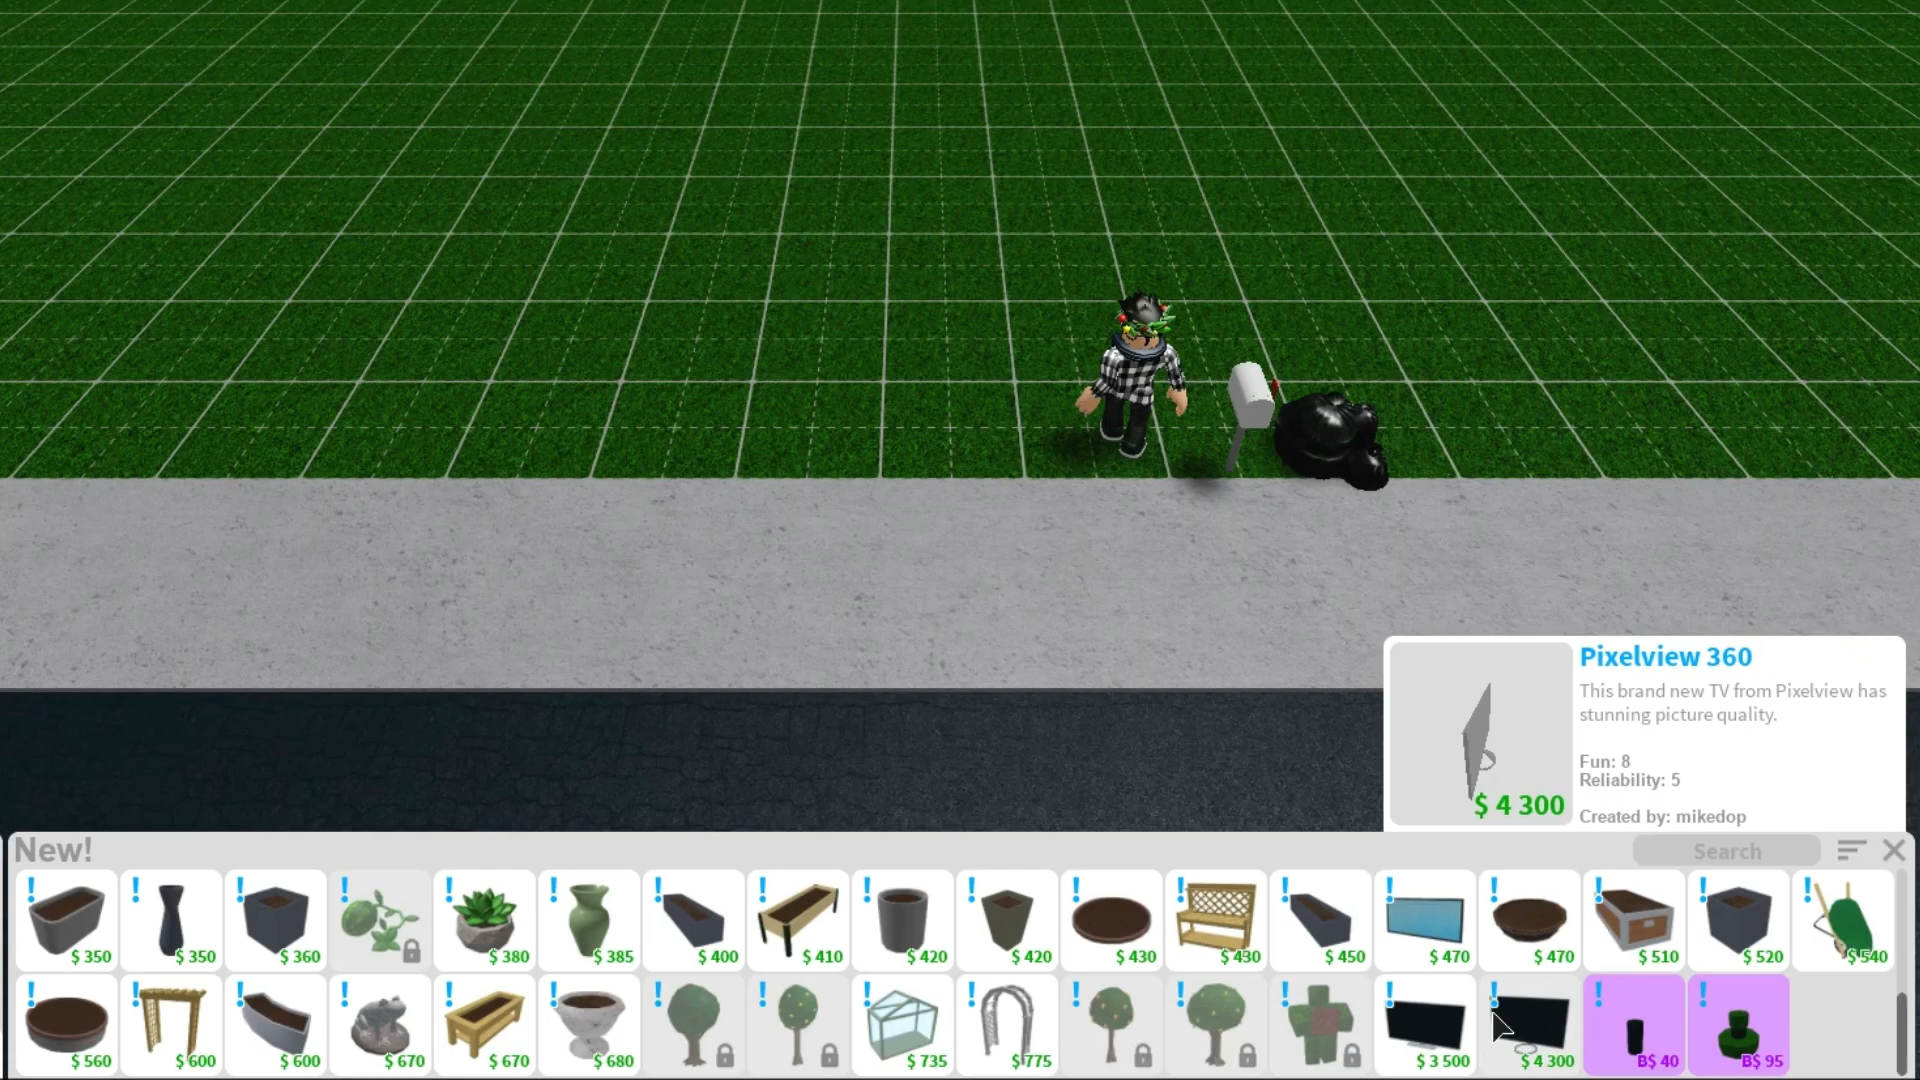 Pixelview 360
This brand new TV from Pixelview has
stunning picture quality.
Fun: 8
Reliability: 5
$ 4 300
Created by: mikedop
New!
Search
! ! ! ! ! ! ! ! ! ! ! ! ! ! ! ! ! !
$ 350 $ 350 $ 360 $ 380 $ 385 $ 400 $ 410 $ 420 $ 420 $ 430 $ 430 $ 450 $ 470 $ 470 $ 510 $ 520 $ 540
! ! ! ! ! ! ! ! ! ! ! ! ! ! ! ! !
$ 560 $ 600 $ 600 $ 670 $ 670 $ 680 $ 735 $ 775 $ 3 500 $ 4 300 B$ 40 B$ 95